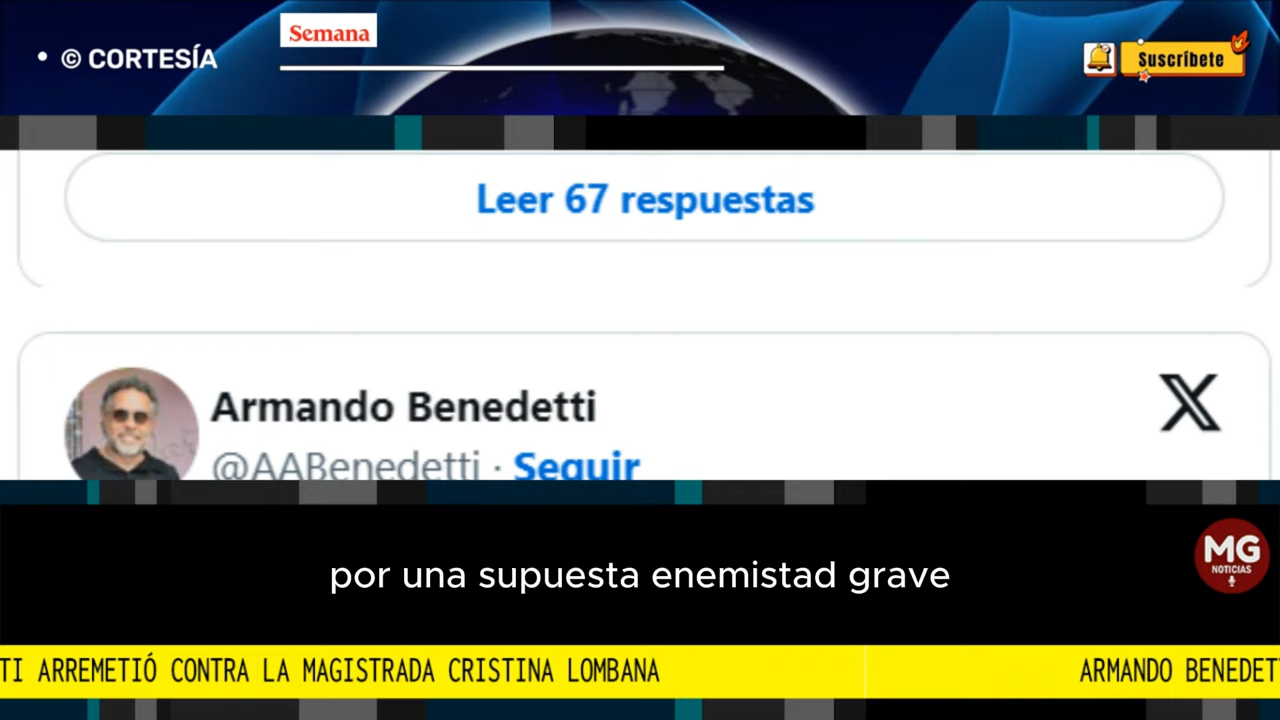 • © CORTESÍA
Semana
Suscríbete
Leer 67 respuestas
Armando Benedetti
@AABenedetti · Seguir
por una supuesta enemistad grave
MG
NOTICIAS
TI ARREMETIÓ CONTRA LA MAGISTRADA CRISTINA LOMBANA
ARMANDO BENEDET